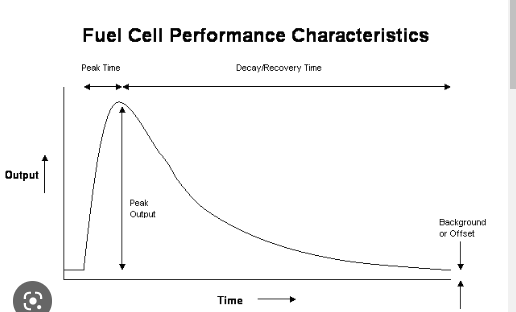 Fuel Cell Performance Characteristics
Peak Time
Decay/Recovery Time
Output
Peak
Output
Background
or Offset
Time